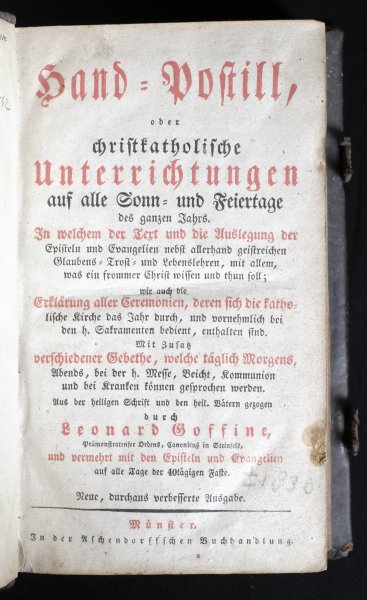 Hand-Postill,
oder
christkatholische
Unterrichtungen
auf alle Sonn- und Feiertage
des ganzen Jahrs.
In welchem der Text und die Auslegung der
Episteln und Evangelien nebst allerhand geistreichen
Glaubens- Trost- und Lebenslehren, mit allem,
was ein frommer Christ wissen und thun soll;
wie auch die
Erklärung aller Ceremonien, deren sich die katho-
lische Kirche das Jahr durch, und vornehmlich bei
den h. Sakramenten bedient, enthalten sind.
Mit Zusatz
verschiedener Gebethe, welche täglich Morgens,
Abends, bei der h. Messe, Beicht, Kommunion
und bei Kranken können gesprochen werden.
Aus der heiligen Schrift und den heil. Vätern gezogen
durch
Leonard Goffine,
Prämonstratenser Ordens, Canonicus in Steinfeld,
und vermehrt mit den Episteln und Evangelien
auf alle Tage der 40tägigen Faste.
Neue, durchaus verbesserte Ausgabe.
Münster.
In der Aschendorffschen Buchhandlung.